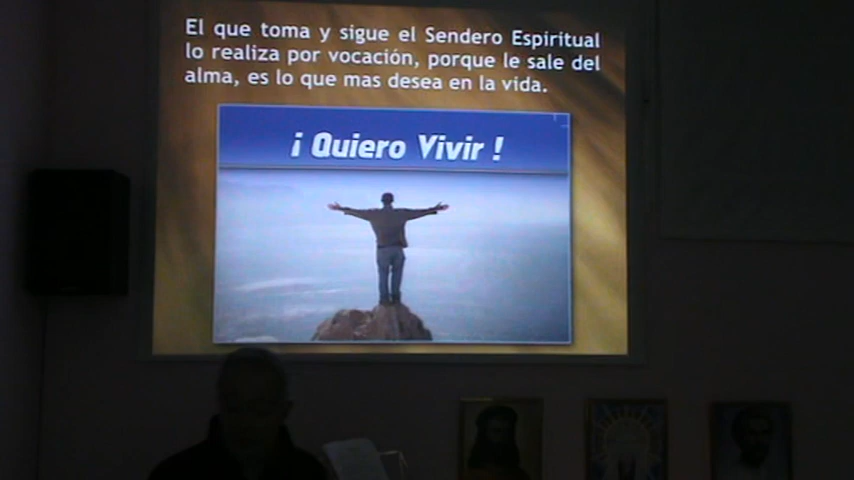 El que toma y sigue el Sendero Espiritual
lo realiza por vocación, porque le sale del
alma, es lo que mas desea en la vida.
¡ Quiero Vivir !